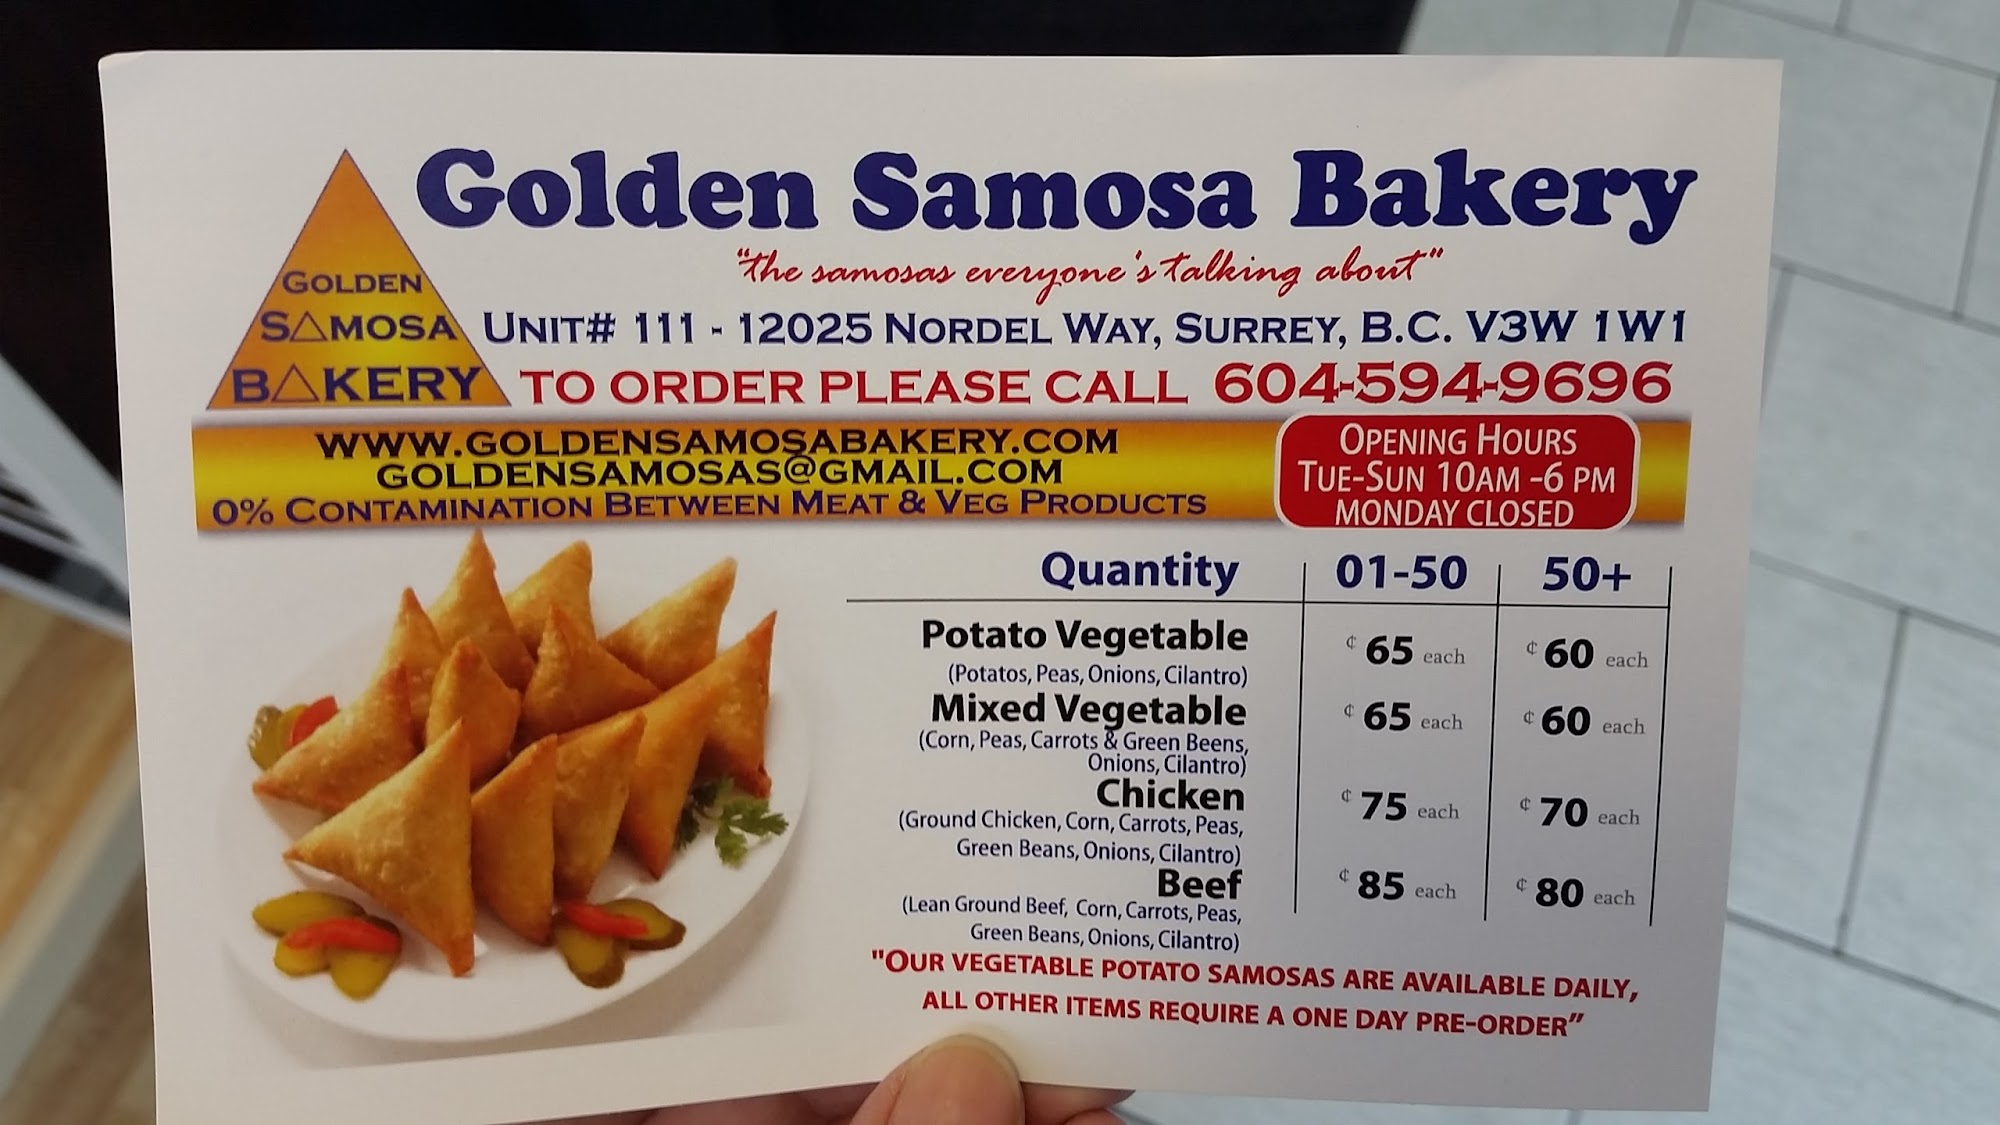 Golden Samosa Bakery
"the samosas everyone's talking about"
GOLDEN
S△MOSA
B△KERY
UNIT# 111 - 12025 NORDEL WAY, SURREY, B.C. V3W 1W1
TO ORDER PLEASE CALL 604-594-9696
WWW.GOLDENSAMOSABAKERY.COM
GOLDENSAMOSAS@GMAIL.COM
0% CONTAMINATION BETWEEN MEAT & VEG PRODUCTS
OPENING HOURS
TUE-SUN 10AM -6 PM
MONDAY CLOSED
Quantity 01-50 50+
Potato Vegetable ¢ 65 each ¢ 60 each
(Potatos, Peas, Onions, Cilantro)
Mixed Vegetable ¢ 65 each ¢ 60 each
(Corn, Peas, Carrots & Green Beens,
Onions, Cilantro)
Chicken ¢ 75 each ¢ 70 each
(Ground Chicken, Corn, Carrots, Peas,
Green Beans, Onions, Cilantro)
Beef ¢ 85 each ¢ 80 each
(Lean Ground Beef, Corn, Carrots, Peas,
Green Beans, Onions, Cilantro)
"OUR VEGETABLE POTATO SAMOSAS ARE AVAILABLE DAILY,
ALL OTHER ITEMS REQUIRE A ONE DAY PRE-ORDER"